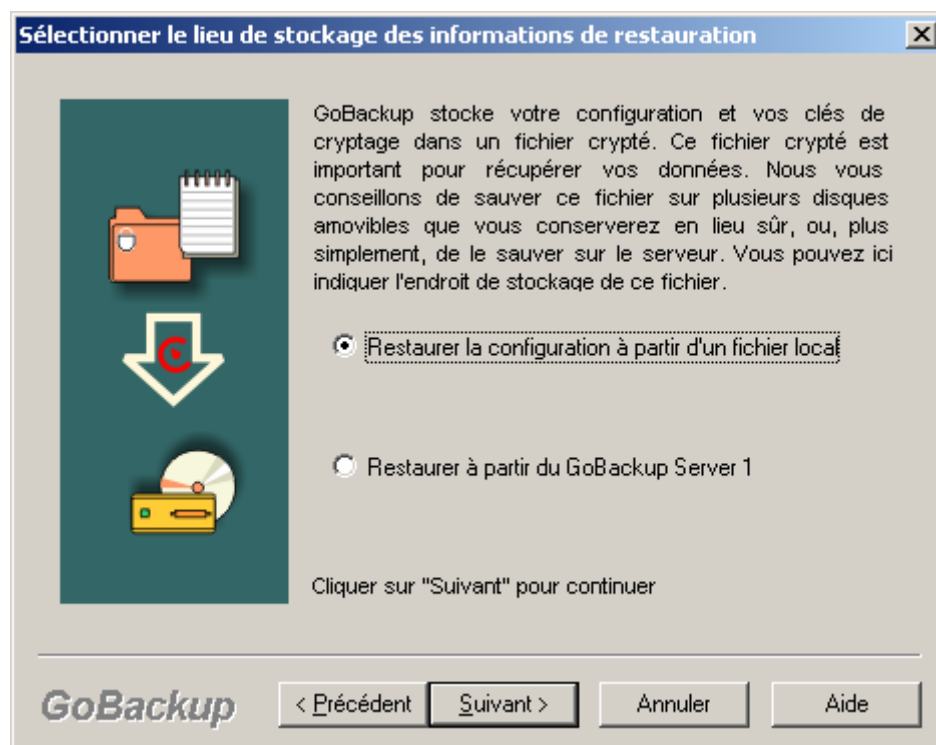 Sélectionner le lieu de stockage des informations de restauration
GoBackup stocke votre configuration et vos clés de
cryptage dans un fichier crypté. Ce fichier crypté est
important pour récupérer vos données. Nous vous
conseillons de sauver ce fichier sur plusieurs disques
amovibles que vous conserverez en lieu sûr, ou, plus
simplement, de le sauver sur le serveur. Vous pouvez ici
indiquer l'endroit de stockage de ce fichier.
Restaurer la configuration à partir d'un fichier local
Restaurer à partir du GoBackup Server 1
Cliquer sur "Suivant" pour continuer
GoBackup
< Précédent
Suivant >
Annuler
Aide